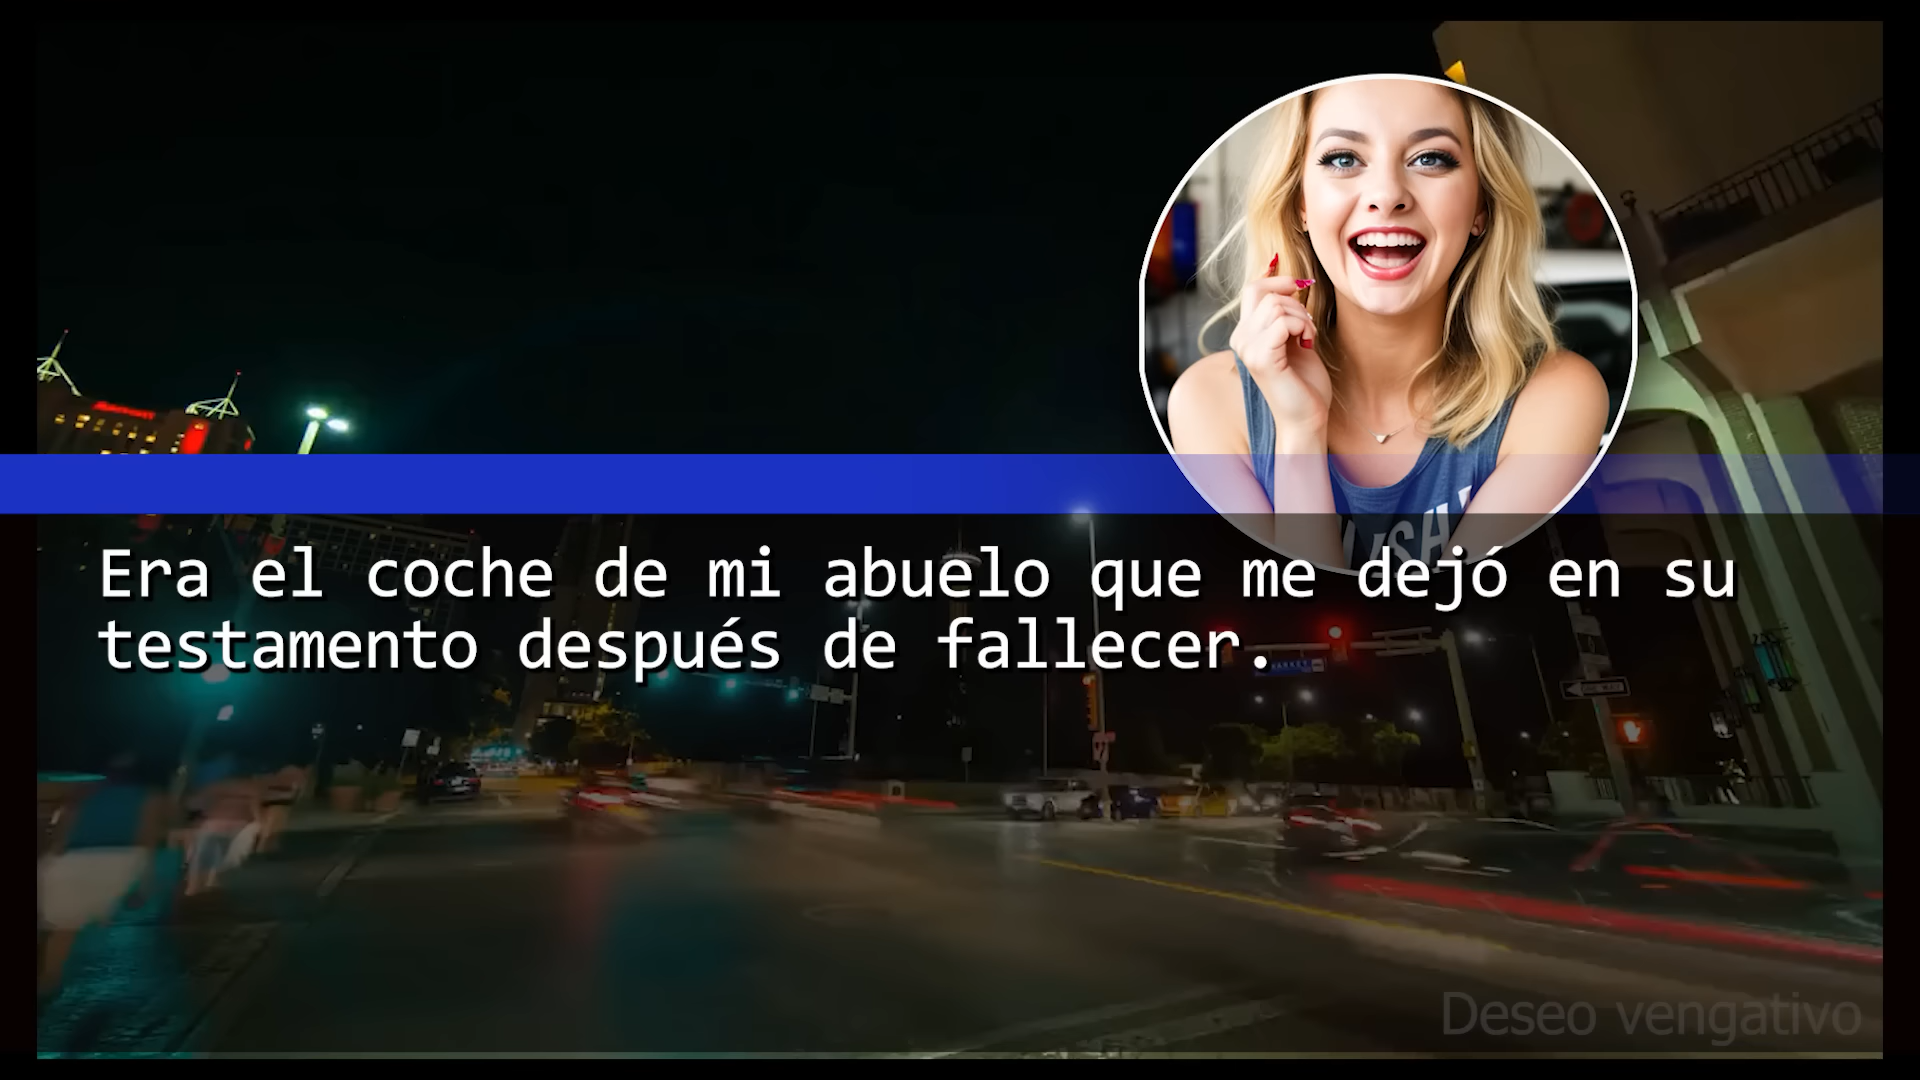 Era el coche de mi abuelo que me dejó en su
testamento después de fallecer.
Deseo vengativo